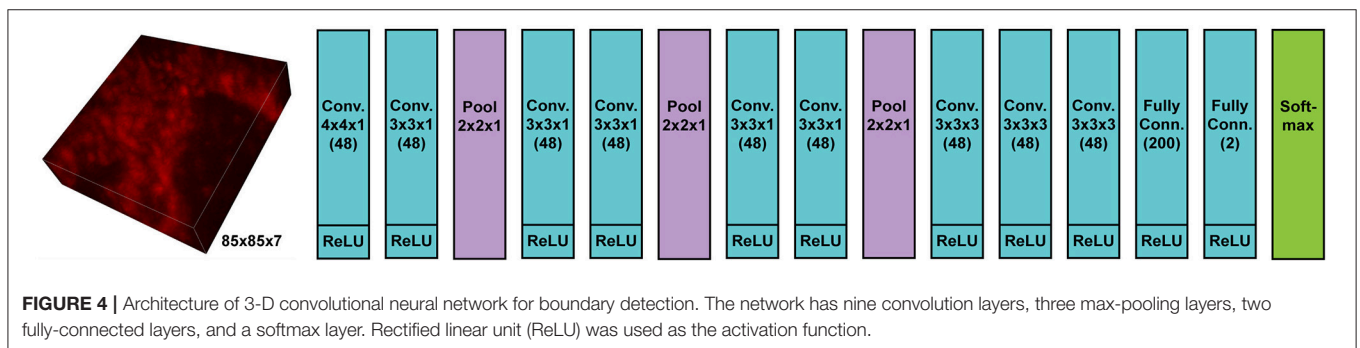 85x85x7
Conv.
4x4x1
(48)
ReLU
Conv.
3x3x1
(48)
ReLU
Pool
2x2x1
Conv.
3x3x1
(48)
ReLU
Conv.
3x3x1
(48)
ReLU
Pool
2x2x1
Conv.
3x3x1
(48)
ReLU
Conv.
3x3x1
(48)
ReLU
Pool
2x2x1
Conv.
3x3x3
(48)
ReLU
Conv.
3x3x3
(48)
ReLU
Conv.
3x3x3
(48)
ReLU
Fully
Conn.
(200)
ReLU
Fully
Conn.
(2)
ReLU
Soft-
max
FIGURE 4 | Architecture of 3-D convolutional neural network for boundary detection. The network has nine convolution layers, three max-pooling layers, two
fully-connected layers, and a softmax layer. Rectified linear unit (ReLU) was used as the activation function.